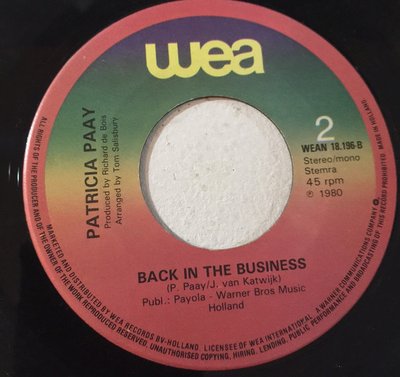 wea
PATRICIA PAAY
Produced by Richard de Bois
Arranged by Tom Salisbury
2
WEAN 18.196-B
Stereo/mono
Stemra
45 rpm
℗ 1980
BACK IN THE BUSINESS
(P. Paay/J. van Katwijk)
Publ.: Payola - Warner Bros Music
Holland
ALL RIGHTS OF THE PRODUCER AND OF THE OWNER OF THE WORK REPRODUCED RESERVED. UNAUTHORISED COPYING, HIRING, LENDING, PUBLIC PERFORMANCE AND BROADCASTING OF THIS RECORD PROHIBITED
MARKETED AND DISTRIBUTED BY WEA RECORDS BV-HOLLAND. LICENSEE OF WEA INTERNATIONAL. A WARNER COMMUNICATIONS COMPANY
MADE IN HOLLAND